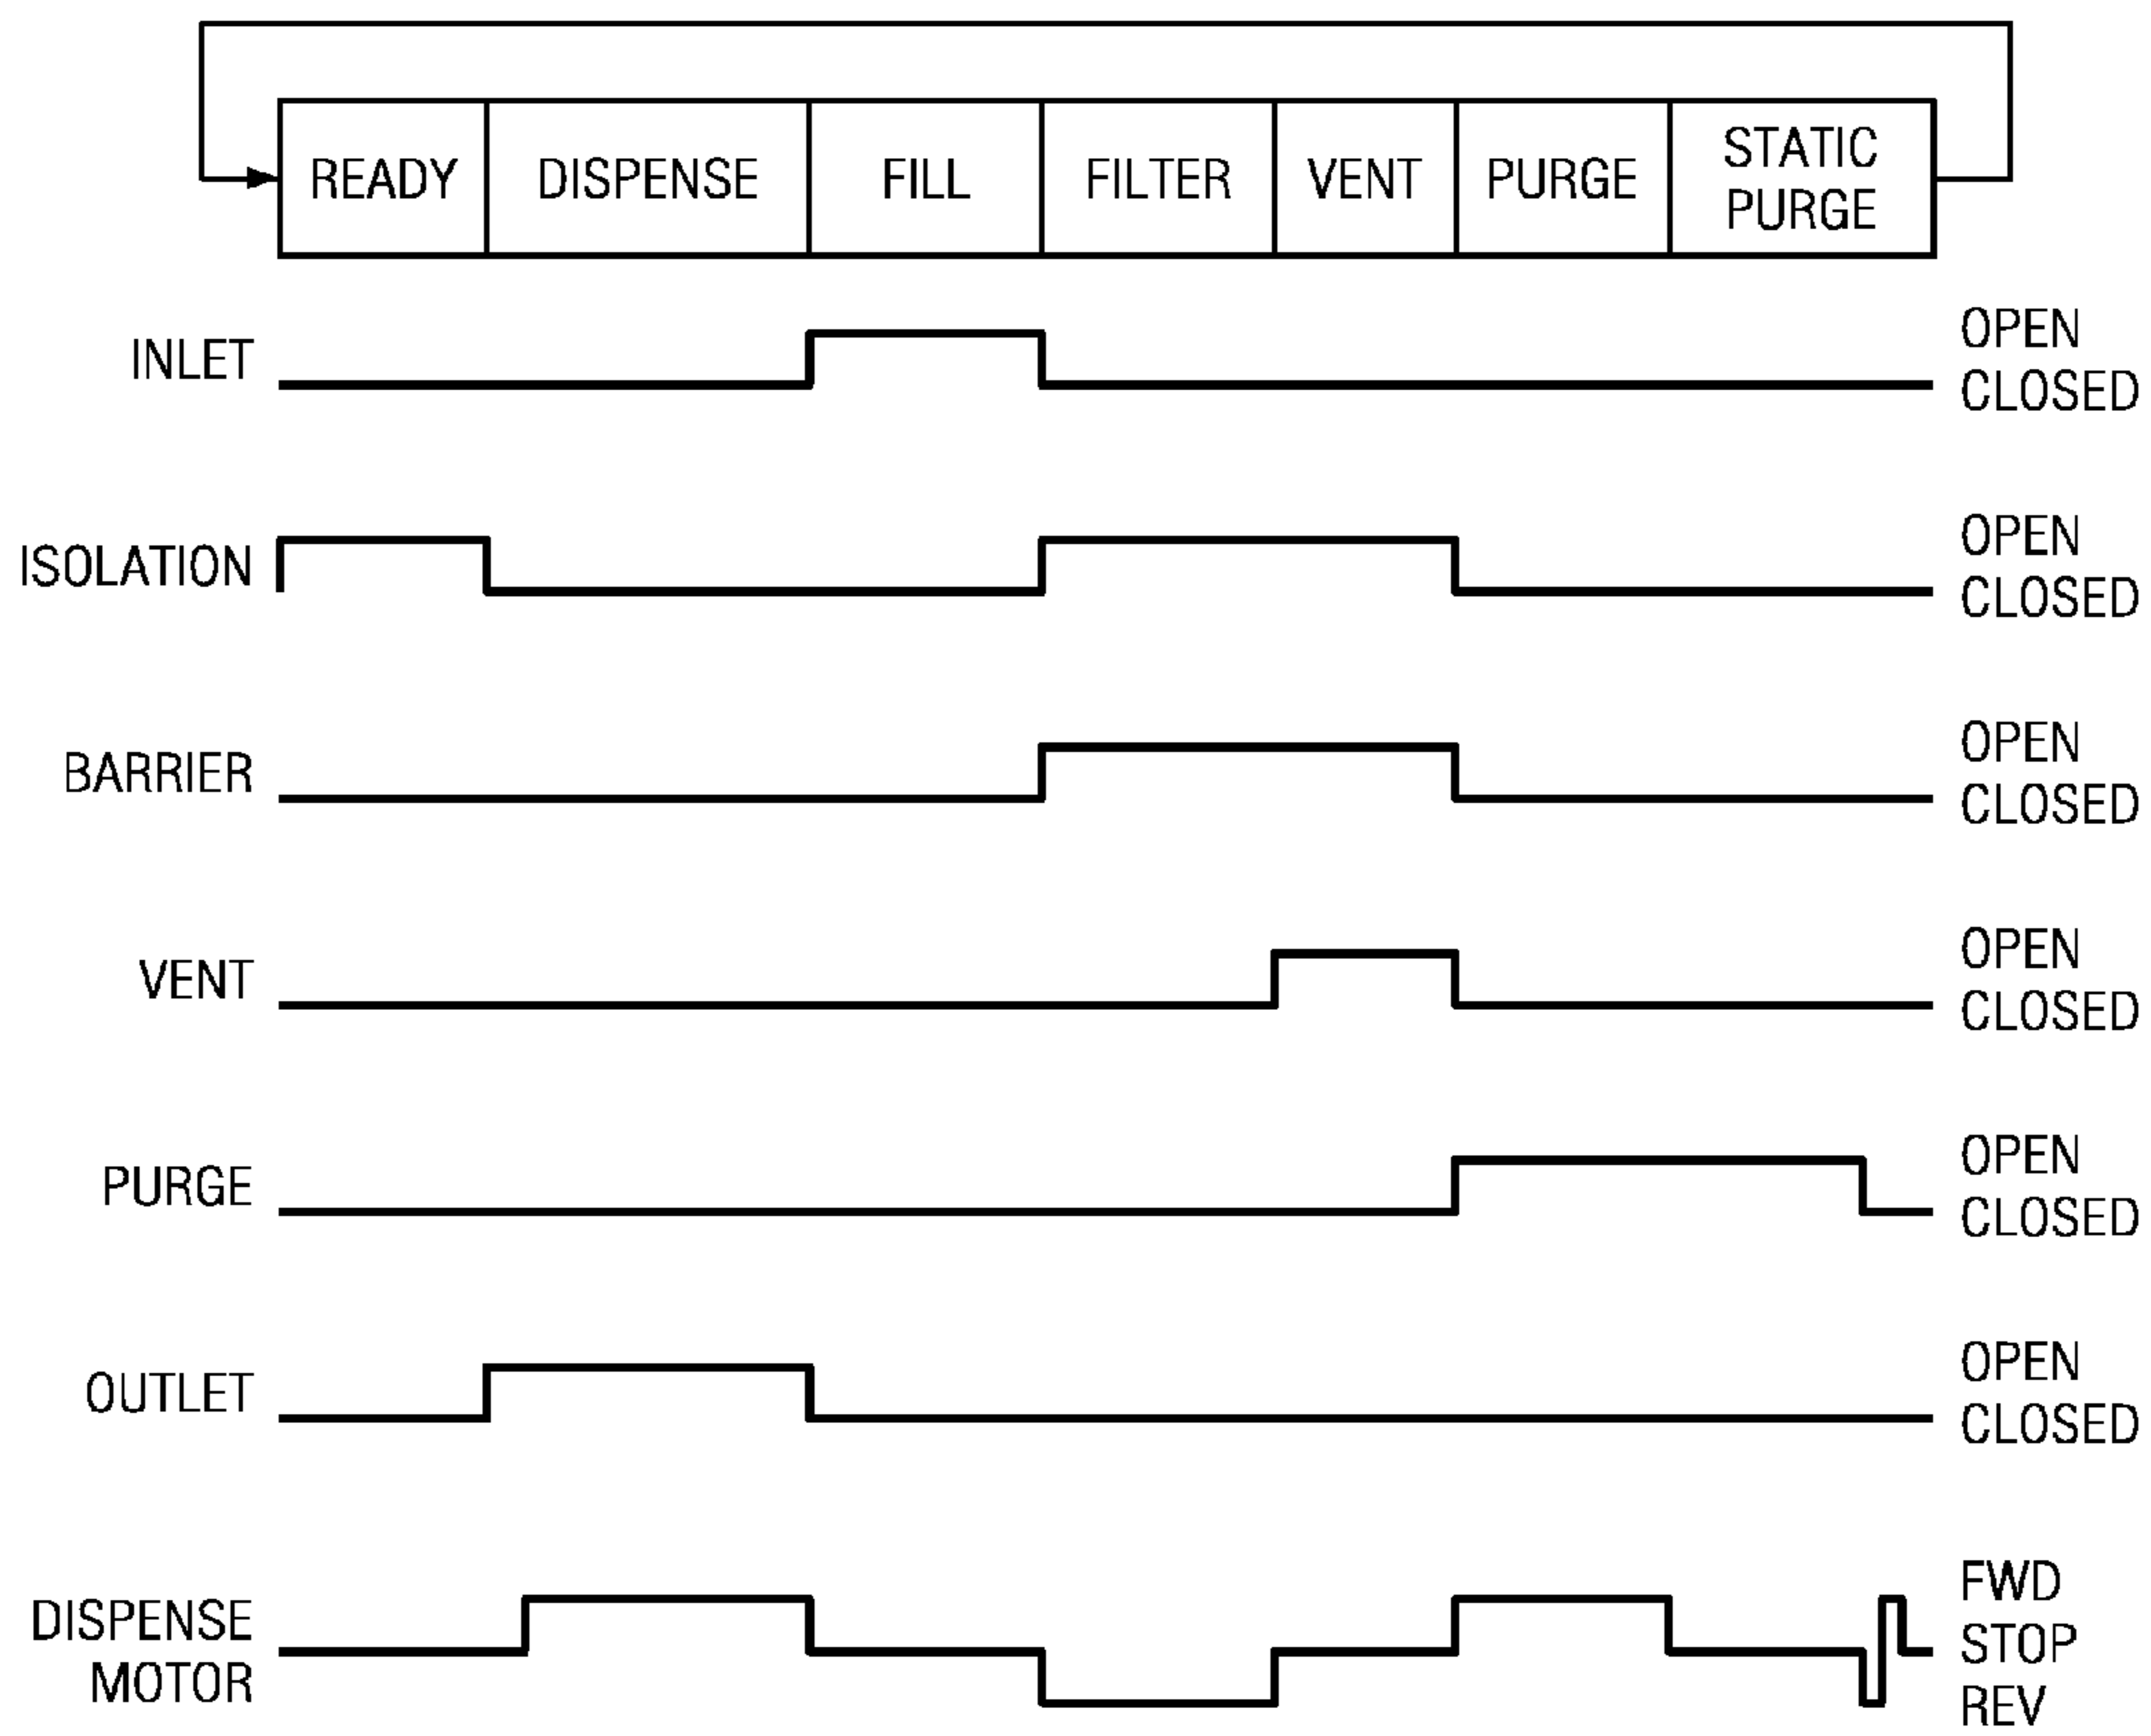 READY DISPENSE FILL FILTER VENT PURGE STATIC
PURGE
INLET OPEN
CLOSED
ISOLATION OPEN
CLOSED
BARRIER OPEN
CLOSED
VENT OPEN
CLOSED
PURGE OPEN
CLOSED
OUTLET OPEN
CLOSED
DISPENSE
MOTOR
FWD
STOP
REV